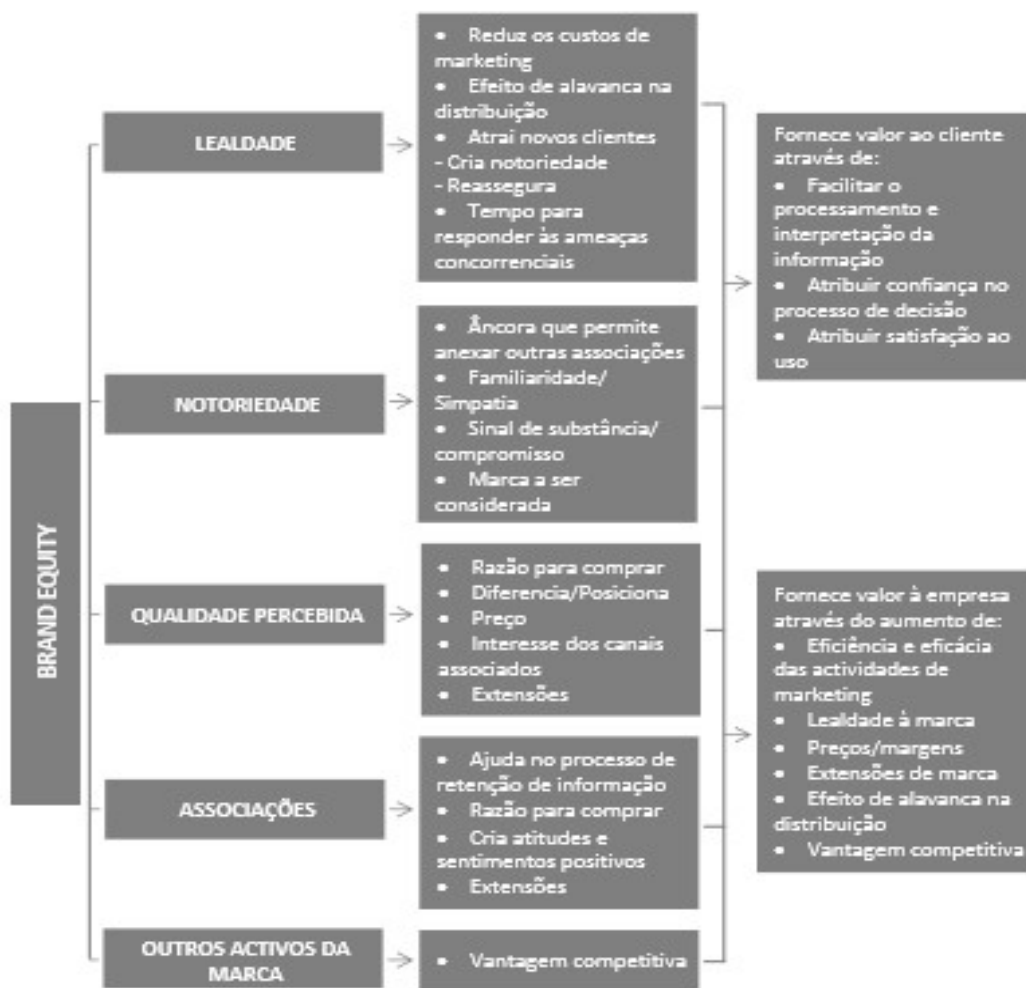 BRAND EQUITY
LEALDADE
• Reduz os custos de
marketing
• Efeito de alavanca na
distribuição
• Atrai novos clientes
- Cria notoriedade
- Reassegura
• Tempo para
responder às ameaças
concorrenciais
NOTORIEDADE
• Âncora que permite
anexar outras associações
• Familiaridade/
Simpatia
• Sinal de substância/
compromisso
• Marca a ser
considerada
QUALIDADE PERCEBIDA
• Razão para comprar
• Diferencia/Posiciona
• Preço
• Interesse dos canais
associados
• Extensões
ASSOCIAÇÕES
• Ajuda no processo de
retenção de informação
• Razão para comprar
• Cria atitudes e
sentimentos positivos
• Extensões
OUTROS ACTIVOS DA
MARCA
• Vantagem competitiva
Fornece valor ao cliente
através de:
• Facilitar o
processamento e
interpretação da
informação
• Atribuir confiança no
processo de decisão
• Atribuir satisfação ao
uso
Fornece valor à empresa
através do aumento de:
• Eficiência e eficácia
das actividades de
marketing
• Lealdade à marca
• Preços/margens
• Extensões de marca
• Efeito de alavanca na
distribuição
• Vantagem competitiva